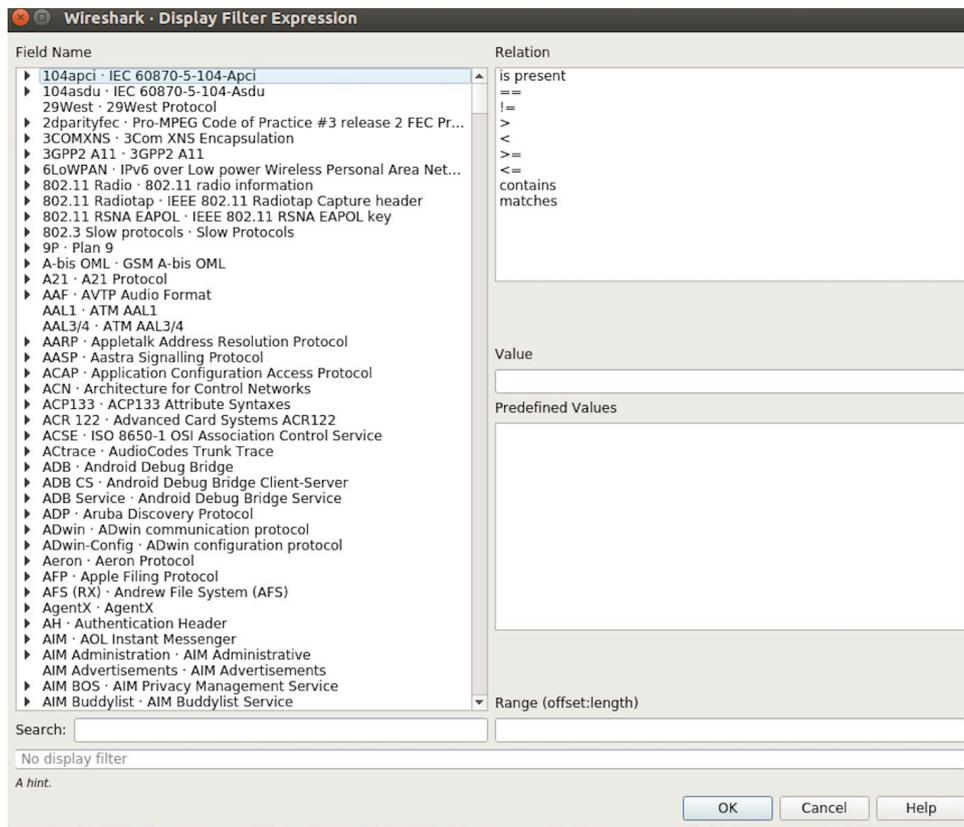 Wireshark · Display Filter Expression
Field Name
104apci · IEC 60870-5-104-Apci
104asdu · IEC 60870-5-104-Asdu
29West · 29West Protocol
2dparityfec · Pro-MPEG Code of Practice #3 release 2 FEC Pr...
3COMXNS · 3Com XNS Encapsulation
3GPP2 A11 · 3GPP2 A11
6LoWPAN · IPv6 over Low power Wireless Personal Area Net...
802.11 Radio · 802.11 radio information
802.11 Radiotap · IEEE 802.11 Radiotap Capture header
802.11 RSNA EAPOL · IEEE 802.11 RSNA EAPOL key
802.3 Slow protocols · Slow Protocols
9P · Plan 9
A-bis OML · GSM A-bis OML
A21 · A21 Protocol
AAF · AVTP Audio Format
AAL1 · ATM AAL1
AAL3/4 · ATM AAL3/4
AARP · Appletalk Address Resolution Protocol
AASP · Aastra Signalling Protocol
ACAP · Application Configuration Access Protocol
ACN · Architecture for Control Networks
ACP133 · ACP133 Attribute Syntaxes
ACR 122 · Advanced Card Systems ACR122
ACSE · ISO 8650-1 OSI Association Control Service
ACtrace · AudioCodes Trunk Trace
ADB · Android Debug Bridge
ADB CS · Android Debug Bridge Client-Server
ADB Service · Android Debug Bridge Service
ADP · Aruba Discovery Protocol
ADwin · ADwin communication protocol
ADwin-Config · ADwin configuration protocol
Aeron · Aeron Protocol
AFP · Apple Filing Protocol
AFS (RX) · Andrew File System (AFS)
AgentX · AgentX
AH · Authentication Header
AIM · AOL Instant Messenger
AIM Administration · AIM Administrative
AIM Advertisements · AIM Advertisements
AIM BOS · AIM Privacy Management Service
AIM Buddylist · AIM Buddylist Service
Search:
No display filter
A hint.
Relation
is present
==
!=
>
<
>=
<=
contains
matches
Value
Predefined Values
Range (offset:length)
OK
Cancel
Help